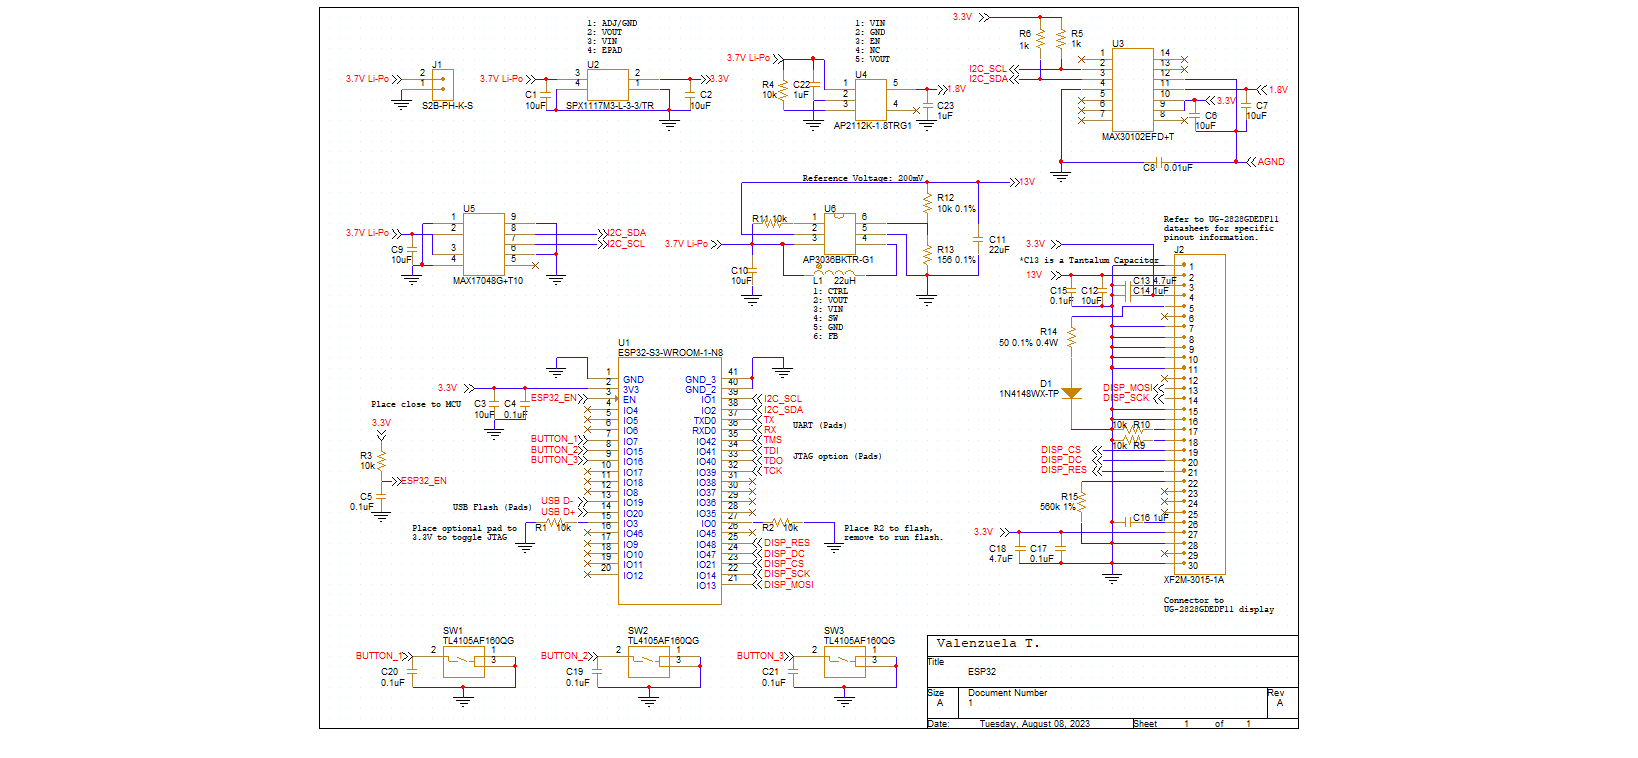 3.7V Li-Po
J1
2
1
S2B-PH-K-S
1: ADJ/GND
2: VOUT
3: VIN
4: EPAD
3.7V Li-Po
U2
3
4
2
1
3.3V
C1
10uF
SPX1117M3-L-3-3/TR
C2
10uF
1: VIN
2: GND
3: EN
4: NC
5: VOUT
3.7V Li-Po
R4
10k
C22
1uF
U4
1
2
3
5
4
AP2112K-1.8TRG1
1.8V
C23
1uF
3.3V
R6
1k
R5
1k
I2C_SCL
I2C_SDA
U3
1
2
3
4
5
6
7
14
13
12
11
10
9
8
MAX30102EFD+T
3.3V
C6
10uF
C7
10uF
1.8V
C8
0.01uF
AGND
3.7V Li-Po
C9
10uF
U5
1
2
3
4
9
8
7
6
5
MAX17048G+T10
I2C_SDA
I2C_SCL
Reference Voltage: 200mV
13V
3.7V Li-Po
R11 10k
U6
1
2
3
6
5
4
AP3036BKTR-G1
C10
10uF
L1
22uH
R12
10k 0.1%
R13
156 0.1%
C11
22uF
1: CTRL
2: VOUT
3: VIN
4: SW
5: GND
6: FB
Refer to UG-2828GDEDF11
datasheet for specific
pinout information.
J2
3.3V
*C13 is a Tantalum Capacitor
13V
C15
0.1uF
C12
10uF
C13 4.7uF
C14 1uF
R14
50 0.1% 0.4W
D1
1N4148WX-TP
DISP_MOSI
DISP_SCK
10k R10
10k R9
DISP_CS
DISP_DC
DISP_RES
R15
560k 1%
C16 1uF
3.3V
C18
4.7uF
C17
0.1uF
1
2
3
4
5
6
7
8
9
10
11
12
13
14
15
16
17
18
19
20
21
22
23
24
25
26
27
28
29
30
XF2M-3015-1A
Connector to
UG-2828GDEDF11 display
U1
ESP32-S3-WROOM-1-N8
3.3V
Place close to MCU
C3
10uF
C4
0.1uF
ESP32_EN
3.3V
R3
10k
ESP32_EN
C5
0.1uF
BUTTON_1
BUTTON_2
BUTTON_3
USB Flash (Pads)
USB D-
USB D+
Place optional pad to
3.3V to toggle JTAG
R1 10k
1 GND
2 3V3
3 EN
4 IO4
5 IO5
6 IO6
7 IO7
8 IO15
9 IO16
10 IO17
11 IO18
12 IO8
13 IO19
14 IO20
15 IO3
16 IO46
17 IO9
18 IO10
19 IO11
20 IO12
GND_3 41
GND_2 40
IO1 39
IO2 38
TXD0 37
RXD0 36
IO42 35
IO41 34
IO40 33
IO39 32
IO38 31
IO37 30
IO36 29
IO35 28
IO0 27
IO45 26
IO48 25
IO47 24
IO21 23
IO14 22
IO13 21
I2C_SCL
I2C_SDA
TX
RX
TMS
TDI
TDO
TCK
UART (Pads)
JTAG option (Pads)
R2 10k
Place R2 to flash,
remove to run flash.
DISP_RES
DISP_DC
DISP_CS
DISP_SCK
DISP_MOSI
SW1
TL4105AF160QG
BUTTON_1
2
1
3
C20
0.1uF
SW2
TL4105AF160QG
BUTTON_2
2
1
3
C19
0.1uF
SW3
TL4105AF160QG
BUTTON_3
2
1
3
C21
0.1uF
Valenzuela T.
Title
ESP32
Size
A
Document Number
1
Rev
A
Date:
Tuesday, August 08, 2023
Sheet
1
of
1